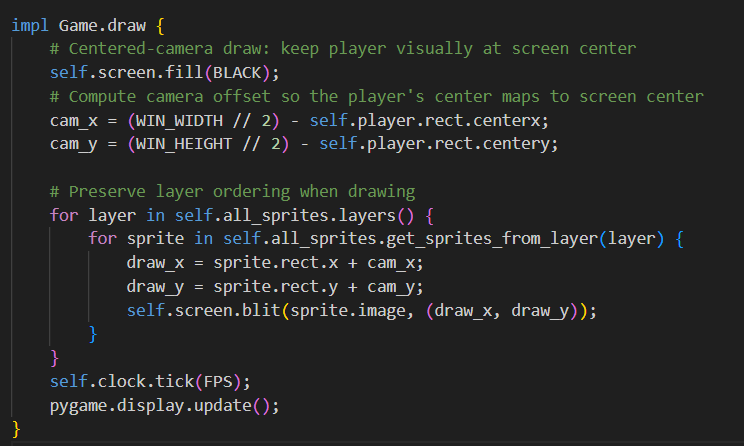 impl Game.draw {
    # Centered-camera draw: keep player visually at screen center
    self.screen.fill(BLACK);
    # Compute camera offset so the player's center maps to screen center
    cam_x = (WIN_WIDTH // 2) - self.player.rect.centerx;
    cam_y = (WIN_HEIGHT // 2) - self.player.rect.centery;

    # Preserve layer ordering when drawing
    for layer in self.all_sprites.layers() {
        for sprite in self.all_sprites.get_sprites_from_layer(layer) {
            draw_x = sprite.rect.x + cam_x;
            draw_y = sprite.rect.y + cam_y;
            self.screen.blit(sprite.image, (draw_x, draw_y));
        }
    }
    self.clock.tick(FPS);
    pygame.display.update();
}